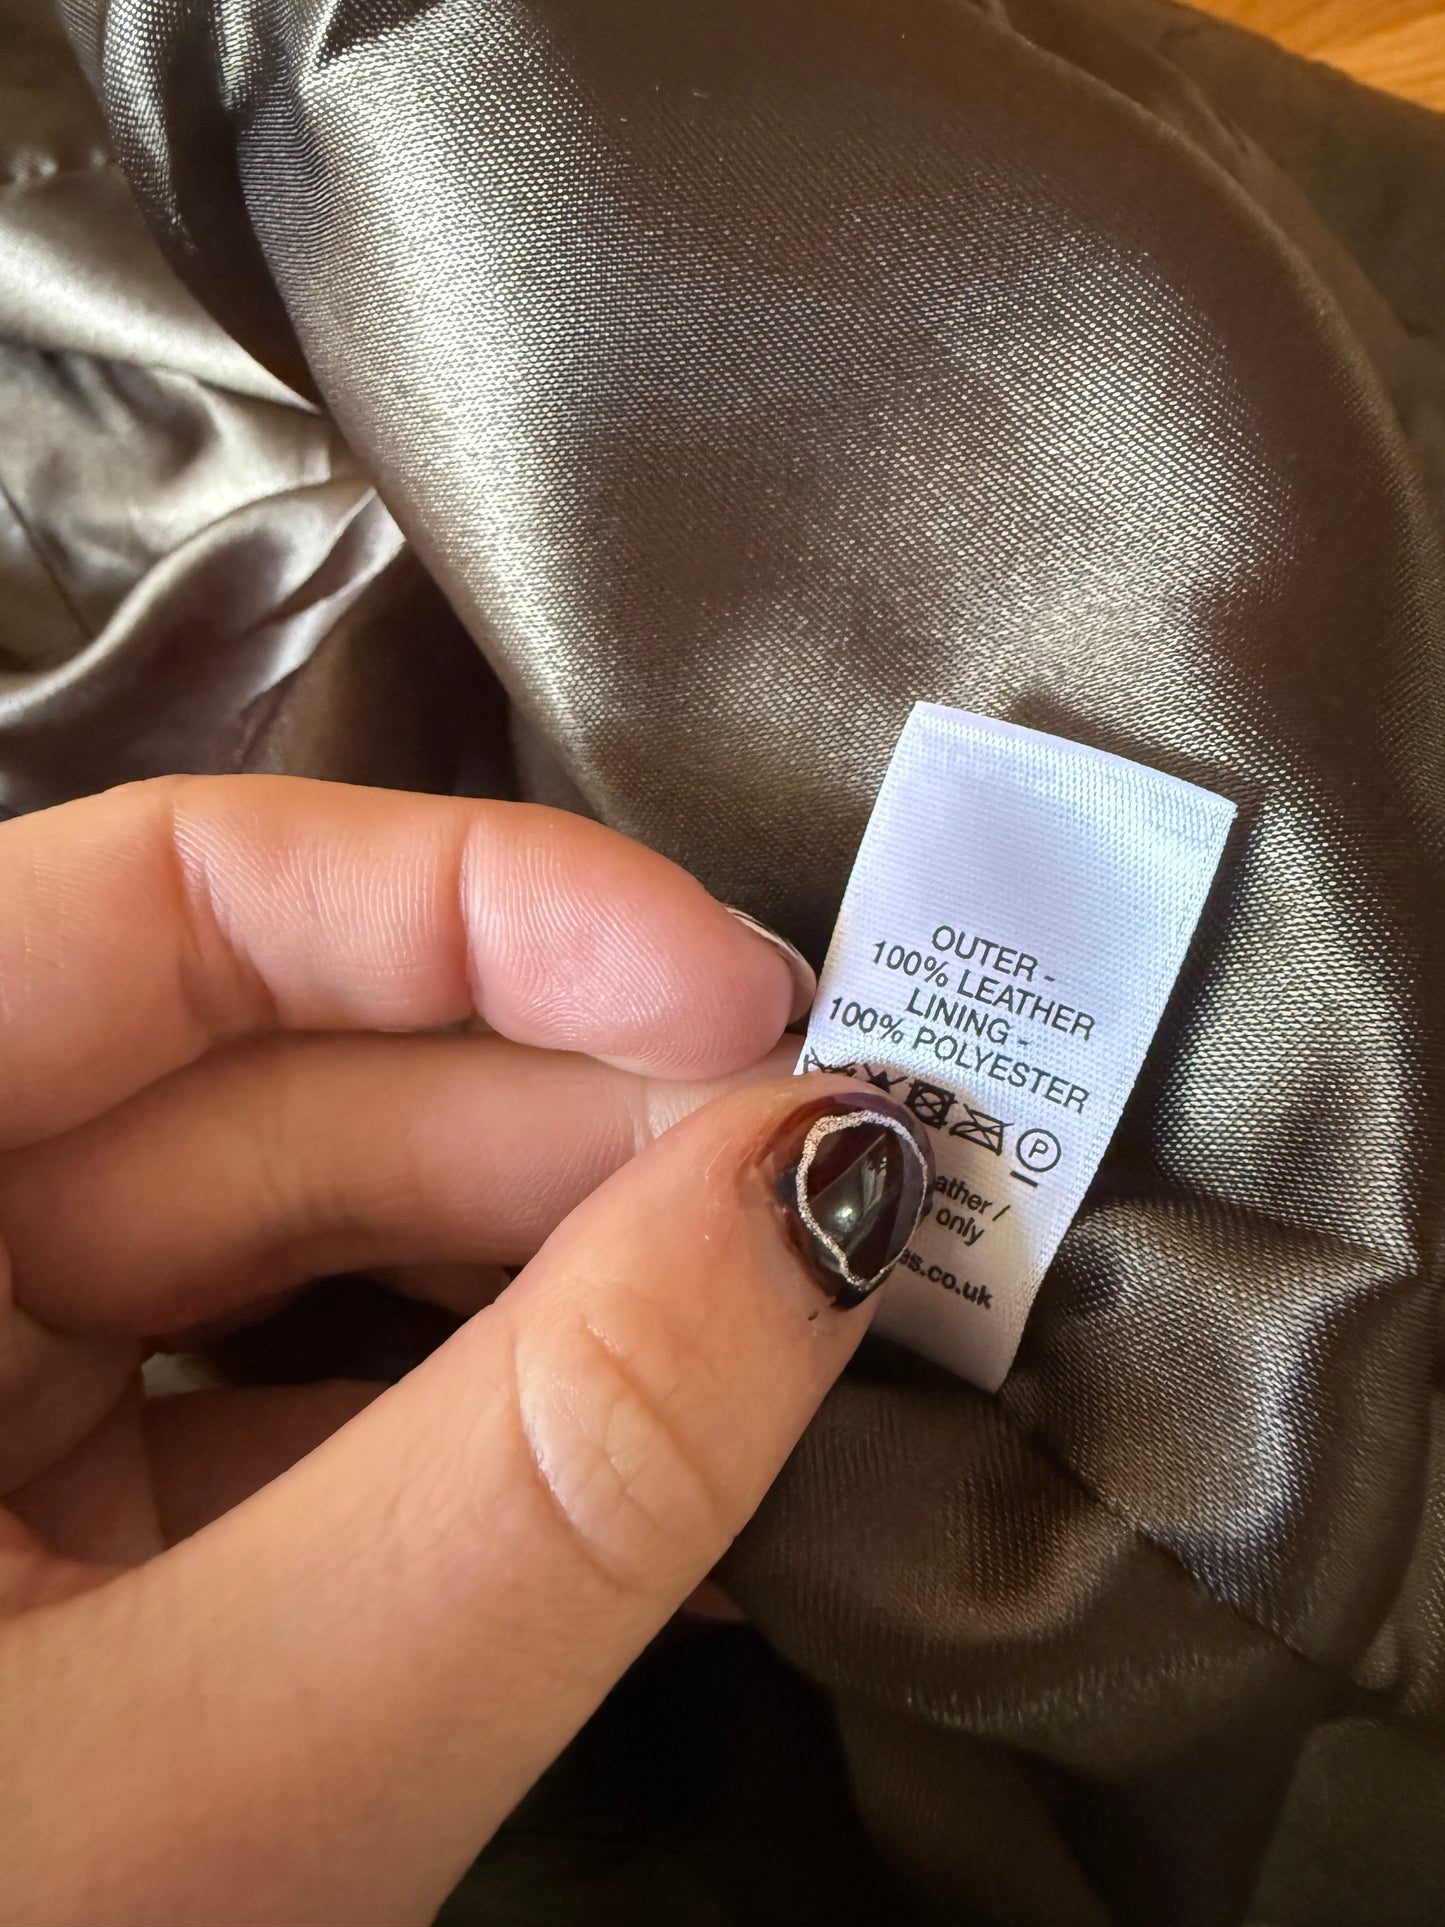 OUTER -
100% LEATHER
LINING -
100% POLYESTER
P
only